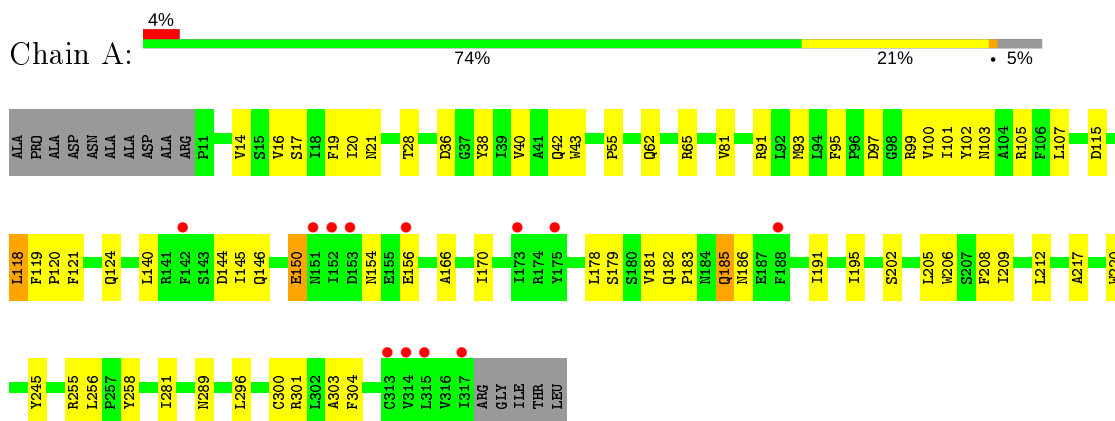 4%
Chain A:
74% 21% • 5%
ALA PRO ALA ASP ASN ALA ALA ASP ALA ARG P11 V14 S15 V16 S17 I18 F19 I20 N21 T28 D36 G37 Y38 I39 V40 A41 Q42 W43 P55 Q62 R65 V81 R91 L92 M93 L94 F95 P96 D97 G98 R99 V100 I101 Y102 N103 A104 R105 F106 L107 D115
L118 F119 P120 F121 Q124 L140 R141 F142 S143 D144 I145 Q146 E150 N151 I152 D153 N154 E155 E156 A166 I170 I173 R174 Y175 L178 S179 S180 V181 Q182 P183 N184 Q185 N186 E187 F188 I191 I195 S202 L205 W206 S207 F208 I209 L212 A217
Y245 R255 L256 P257 Y258 I281 N289 L296 C300 R301 L302 A303 F304 C313 V314 L315 V316 I317 ARG GLY ILE THR LEU